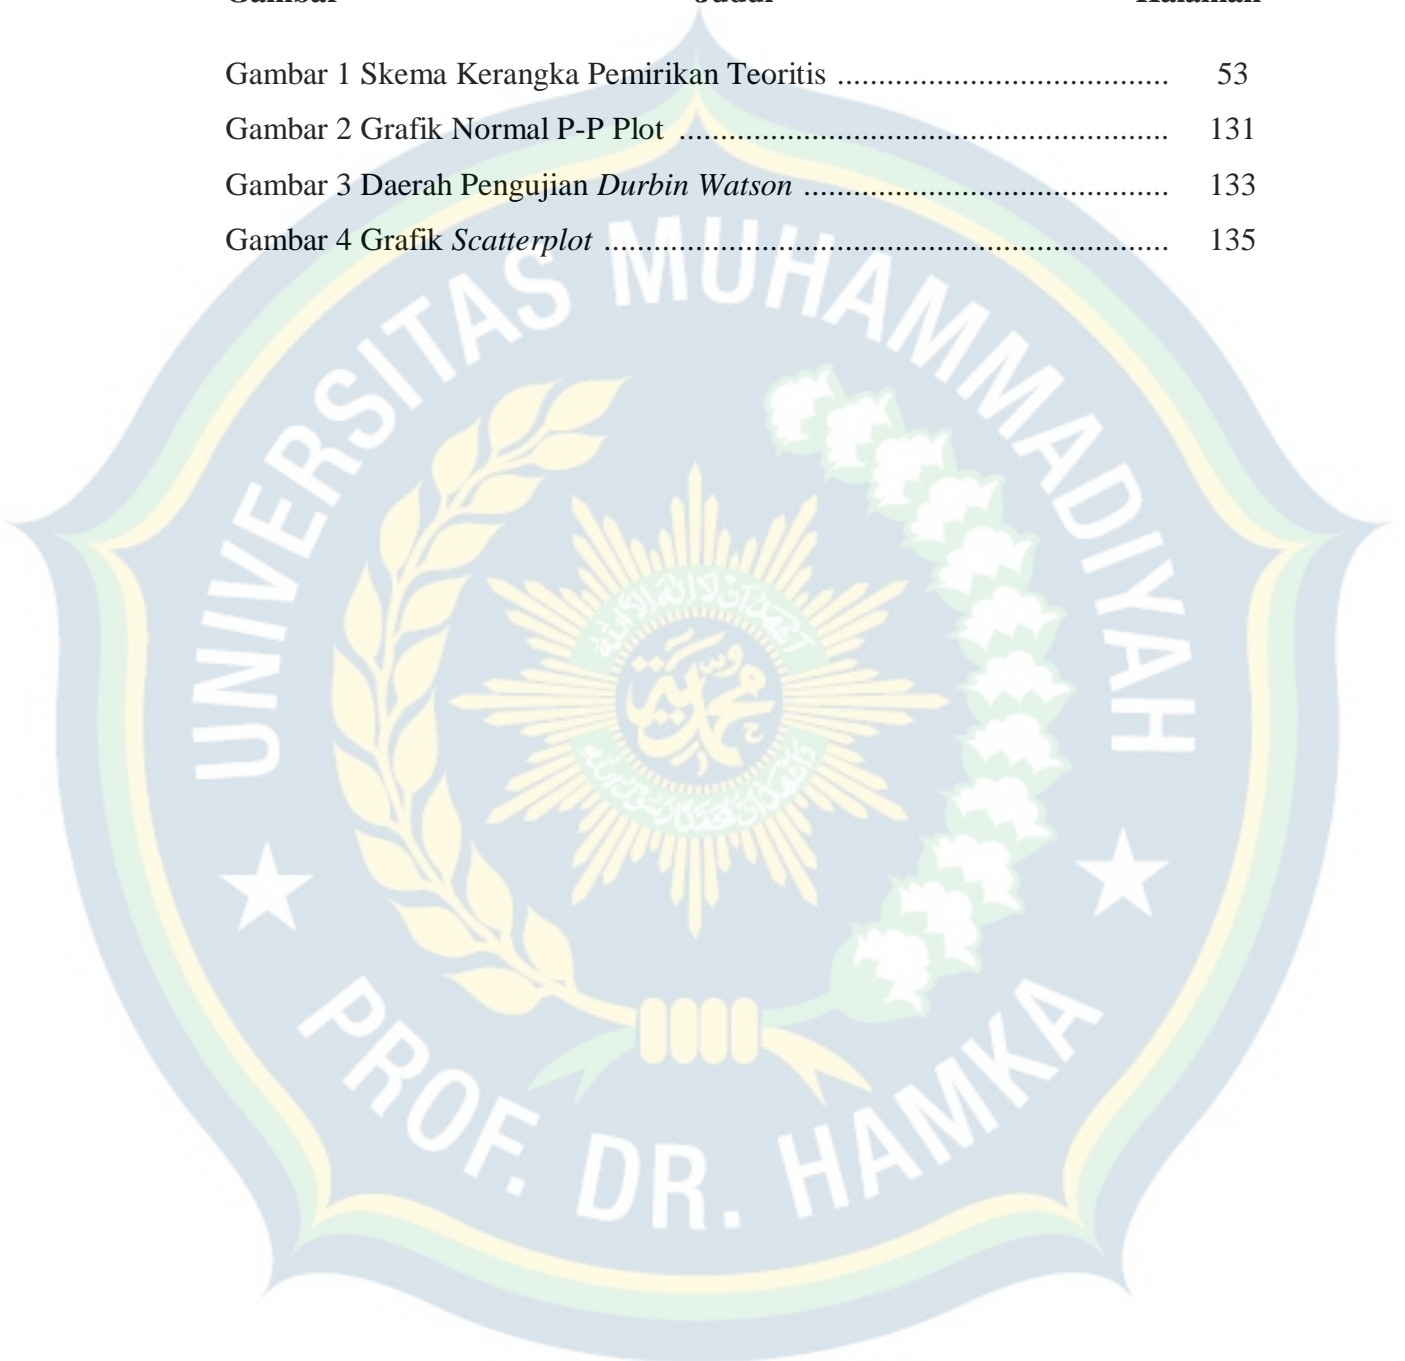 Gambar Judul Halaman
Gambar 1 Skema Kerangka Pemirikan Teoritis ........................................ 53
Gambar 2 Grafik Normal P-P Plot ........................................................... 131
Gambar 3 Daerah Pengujian Durbin Watson ............................................ 133
Gambar 4 Grafik Scatterplot .................................................................... 135
UNIVERSITAS MUHAMMADIYAH
PROF. DR. HAMKA